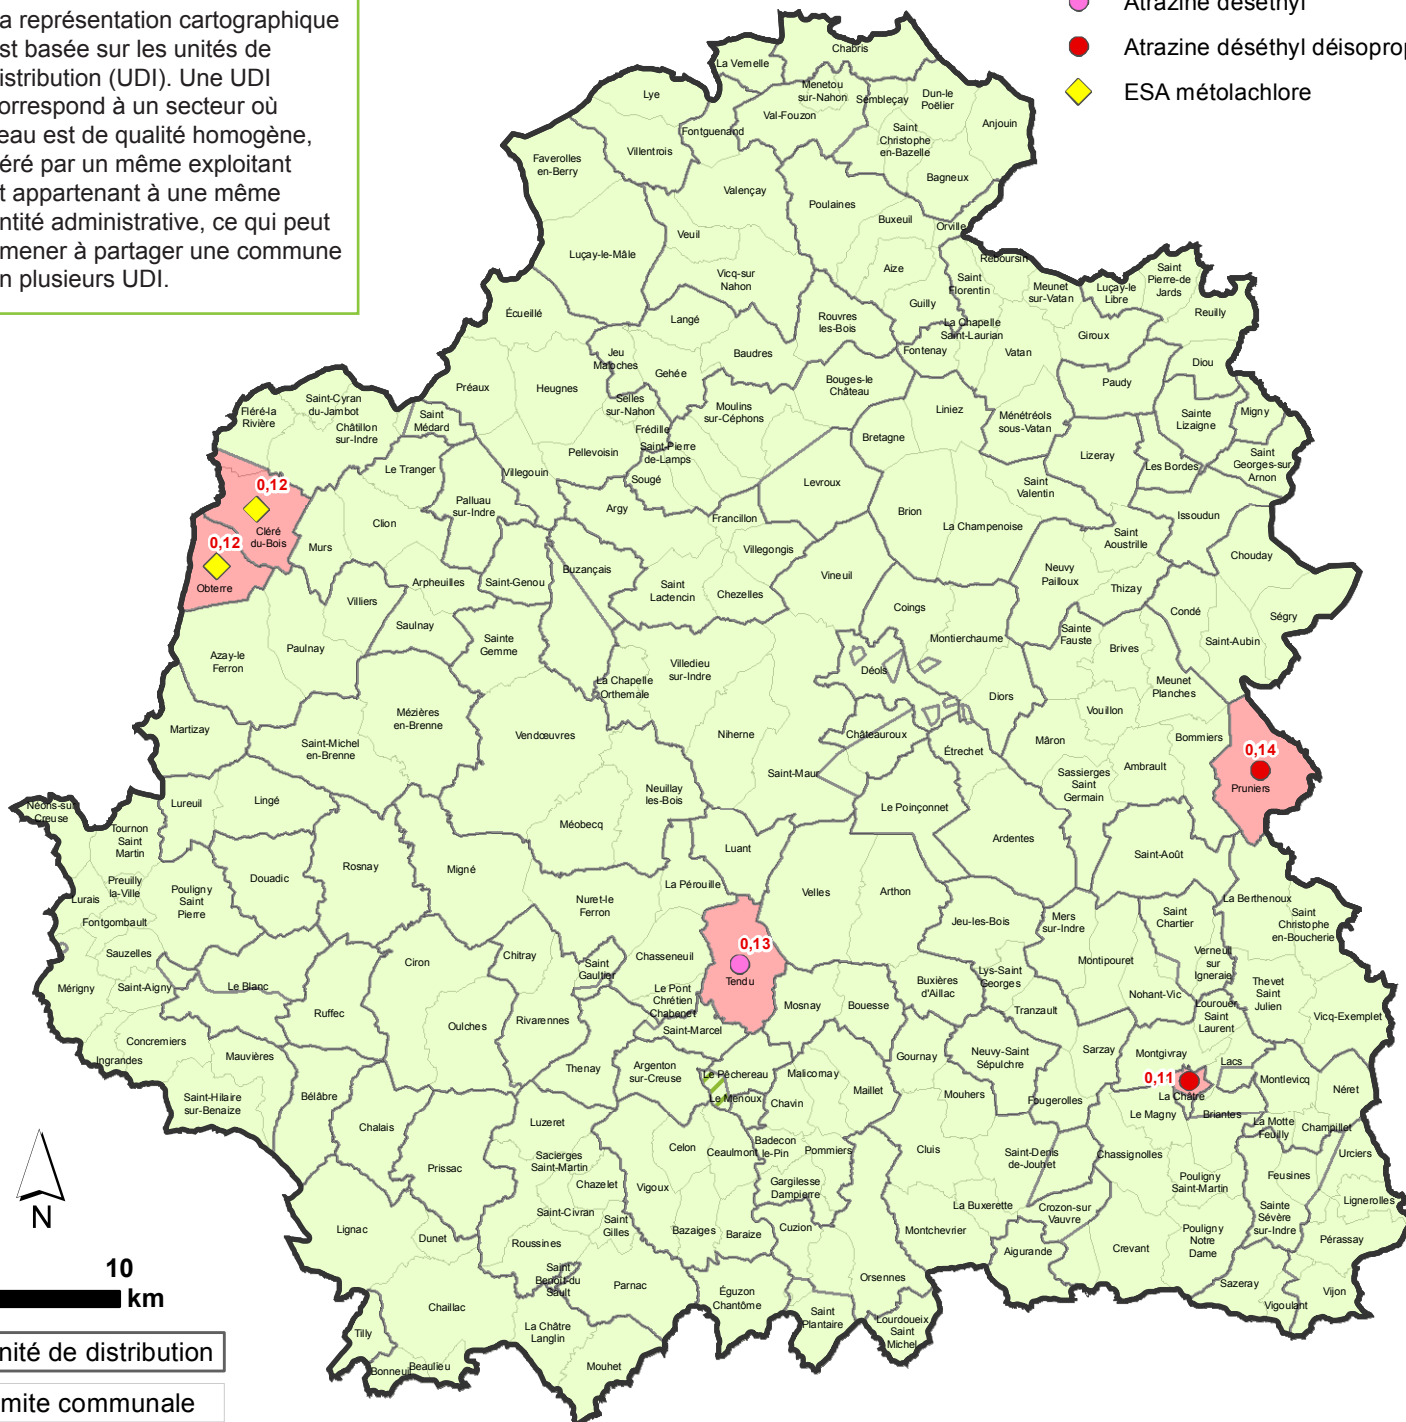 a représentation cartographique
st basée sur les unités de
istribution (UDI). Une UDI
orrespond à un secteur où
eau est de qualité homogène,
éré par un même exploitant
t appartenant à une même
ntité administrative, ce qui peut
mener à partager une commune
n plusieurs UDI.
Atrazine déséthyl
Atrazine déséthyl déisoprop
ESA métolachlore
Chabris
La Vernelle
Menetou
sur-Nahon
Sembleçay
Dun-le
Poëlier
Lye
Val-Fouzon
Anjouin
Fontguenand
Saint
Christophe
en-Bazelle
Villentrois
Faverolles
en-Berry
Bagneux
Valençay
Poulaines
Buxeuil
Orville
Veuil
Luçay-le-Mâle
Reboursin
Aize
Vicq-sur
Nahon
Saint
Florentin
Meunet
sur-Vatan
Luçay-le
Libre
Saint
Pierre-de
Jards
Guilly
Reuilly
Écueillé
Langé
Rouvres
les-Bois
La Chapelle
Saint-Laurian
Giroux
Jeu
Maloches
Baudres
Fontenay
Vatan
Diou
Gehée
Préaux
Heugnes
Bouges-le
Château
Paudy
Saint-Cyran
du-Jambot
Fléré-la
Rivière
Châtillon
sur-Indre
Saint
Médard
Selles
sur-Nahon
Moulins
sur-Céphons
Liniez
Ménétréols
sous-Vatan
Sainte
Lizaigne
Migny
Frédille
Saint-Pierre
de-Lamps
Bretagne
Pellevoisin
Lizeray
Les Bordes
Saint
Georges-sur
Arnon
Le Tranger
Villegouin
Sougé
Levroux
Saint
Valentin
0,12
Palluau
sur-Indre
Argy
Francillon
Brion
La Champenoise
Issoudun
Clion
Cléré
du-Bois
0,12
Murs
Villegongis
Saint
Aoustrille
Chouday
Obterre
Arpheuilles
Saint-Genou
Buzançais
Saint
Lactencin
Chezelles
Vineuil
Neuvy
Pailloux
Thizay
Villiers
Coings
Condé
Ségry
Saulnay
Sainte
Gemme
Montierchaume
Sainte
Fauste
Saint-Aubin
Azay-le
Ferron
Paulnay
Brives
Villedieu
sur-Indre
Déols
La Chapelle
Orthemale
Meunet
Planches
Diors
Mézières
en-Brenne
Vouillon
Martizay
Saint-Michel
en-Brenne
Vendœuvres
Niherne
Châteauroux
Étrechet
Mâron
Bommiers
0,14
Saint-Maur
Ambrault
Sassierges
Saint
Germain
Pruniers
Néons-sur
Creuse
Lureuil
Lingé
Neuillay
les-Bois
Le Poinçonnet
Méobecq
Ardentes
Tournon
Saint
Martin
Luant
Saint-Août
Rosnay
Migné
Douadic
Preuilly
la-Ville
Pouligny
Saint
Pierre
La Pérouille
Velles
Arthon
Lurais
Nuret-le
Ferron
La Berthenoux
Fontgombault
Jeu-les-Bois
Mers
sur-Indre
Saint
Chartier
Saint
Christophe
en-Boucherie
0,13
Sauzelles
Ciron
Chitray
Saint
Gaultier
Chasseneuil
Montipouret
Verneuil
sur
Igneraie
Mérigny
Saint-Aigny
Le Blanc
Tendu
Buxières
d'Aillac
Lys-Saint
Georges
Thevet
Saint
Julien
Le Pont
Chrétien
Chabenet
Mosnay
Bouesse
Nohant-Vic
Tranzault
Lourouer
Saint
Laurent
Vicq-Exemplet
Ruffec
Oulches
Rivarennes
Saint-Marcel
Concremiers
Mauvières
Ingrandes
Gournay
Neuvy-Saint
Sépulchre
Sarzay
Montgivray
Lacs
Thenay
Argenton
sur-Creuse
Le Pêchereau
Malicornay
Maillet
0,11
Montlevicq
Néret
Saint-Hilaire
sur-Benaize
Bélâbre
Le Menoux
Chavin
Mouhers
Fougerolles
La Châtre
Le Magny
Briantes
Chalais
Luzeret
La Motte
Feuilly
Champillet
Celon
Ceaulmont
Badecon
le-Pin
Pommiers
Cluis
Saint-Denis
de-Jouhet
Chassignolles
Urciers
Prissac
Sacierges
Saint-Martin
Chazelet
Vigoux
Gargilesse
Dampierre
Pouligny
Saint-Martin
Feusines
N
Lignac
Saint-Civran
Saint
Gilles
La Buxerette
Crozon-sur
Vauvre
Lignerolles
Dunet
Roussines
Bazaiges
Baraize
Cuzion
Montchevrier
Sainte
Sévère
sur-Indre
Pérassay
Aigurande
Crevant
Pouligny
Notre
Dame
10
km
Saint
Benoît-du
Sault
Parnac
Orsennes
Sazeray
Vijon
Chaillac
Éguzon
Chantôme
Vigoulant
Saint
Plantaire
Lourdoueix
Saint
Michel
Tilly
La Châtre
Langlin
Bonneuil
Beaulieu
Mouhet
nité de distribution
mite communale